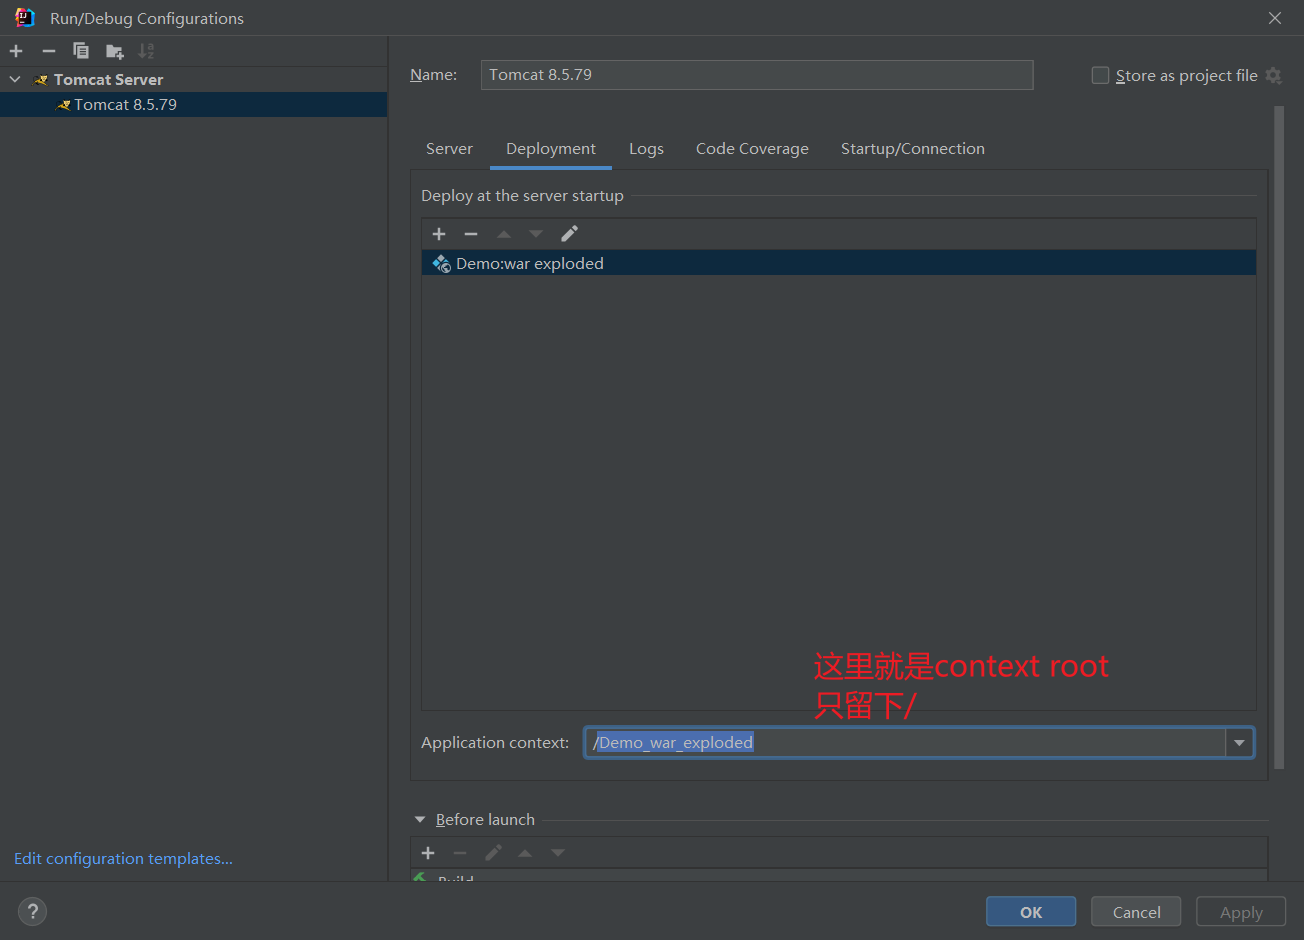 Run/Debug Configurations
Tomcat Server
Tomcat 8.5.79
Name:
Tomcat 8.5.79
Store as project file
Server
Deployment
Logs
Code Coverage
Startup/Connection
Deploy at the server startup
Demo:war exploded
这里就是context root
只留下/
Application context:
/Demo_war_exploded
Before launch
Build
Edit configuration templates...
?
OK
Cancel
Apply